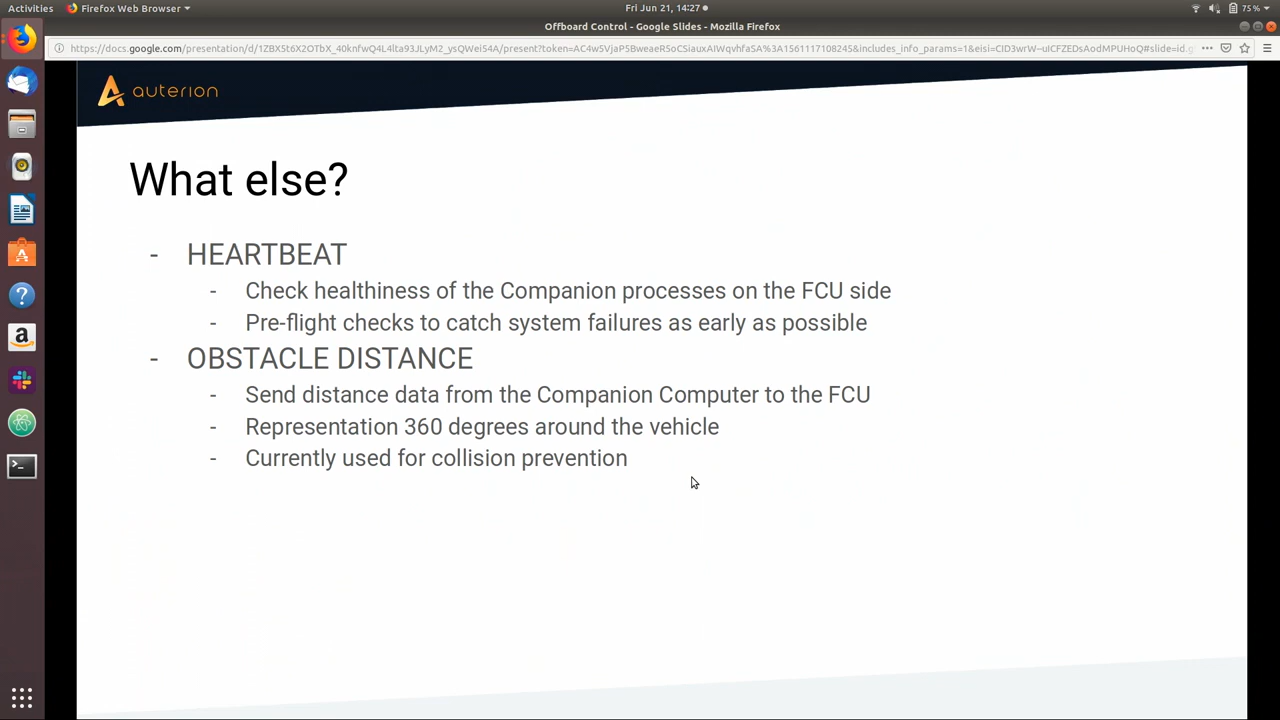 Activities Firefox Web Browser Fri Jun 21, 14:27 75%
Offboard Control - Google Slides - Mozilla Firefox
auterion
What else?
- HEARTBEAT
- Check healthiness of the Companion processes on the FCU side
- Pre-flight checks to catch system failures as early as possible
- OBSTACLE DISTANCE
- Send distance data from the Companion Computer to the FCU
- Representation 360 degrees around the vehicle
- Currently used for collision prevention